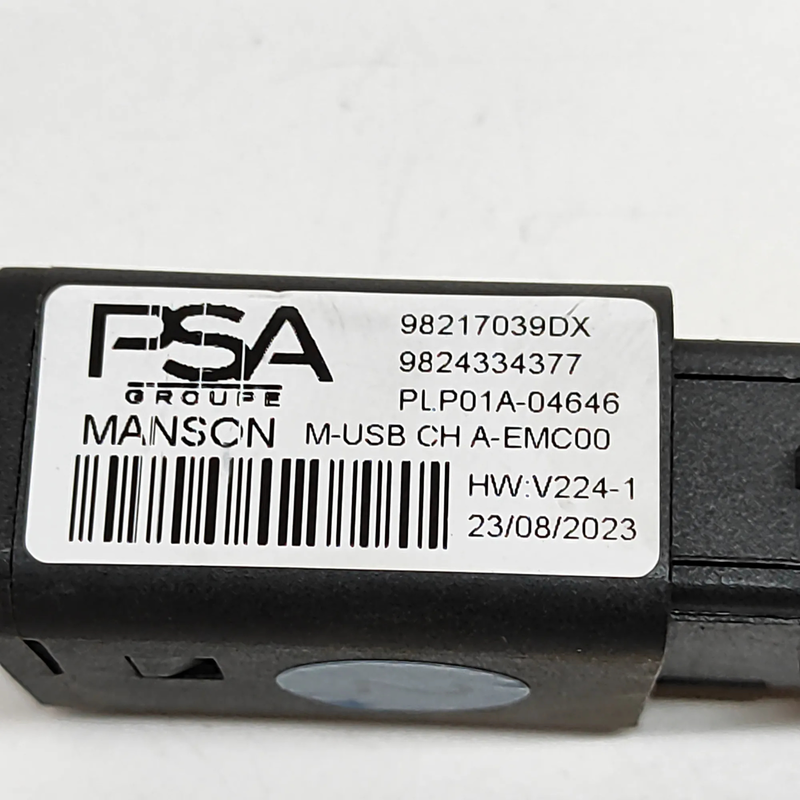 PSA
GROUPE
98217039DX
9824334377
PLP01A-04646
MANSON M-USB CH A-EMC00
HW:V224-1
23/08/2023